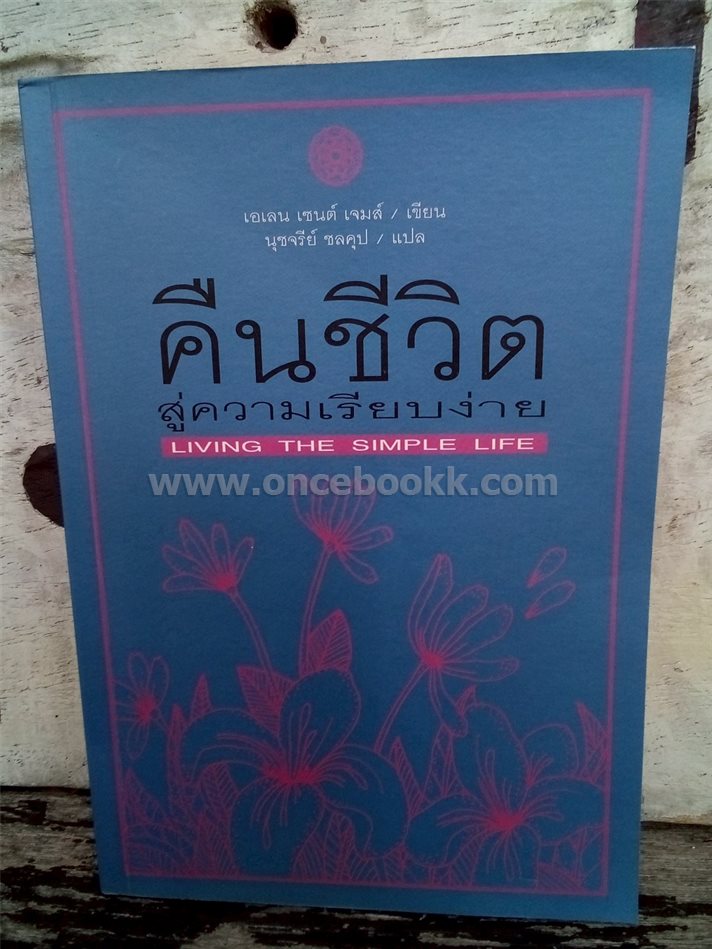 เอเลน เซนต์ เจมส์ / เขียน
นุชจรีย์ ชลคุป / แปล
คืนชีวิต
สู่ความเรียบง่าย
LIVING THE SIMPLE LIFE
www.oncebookk.com